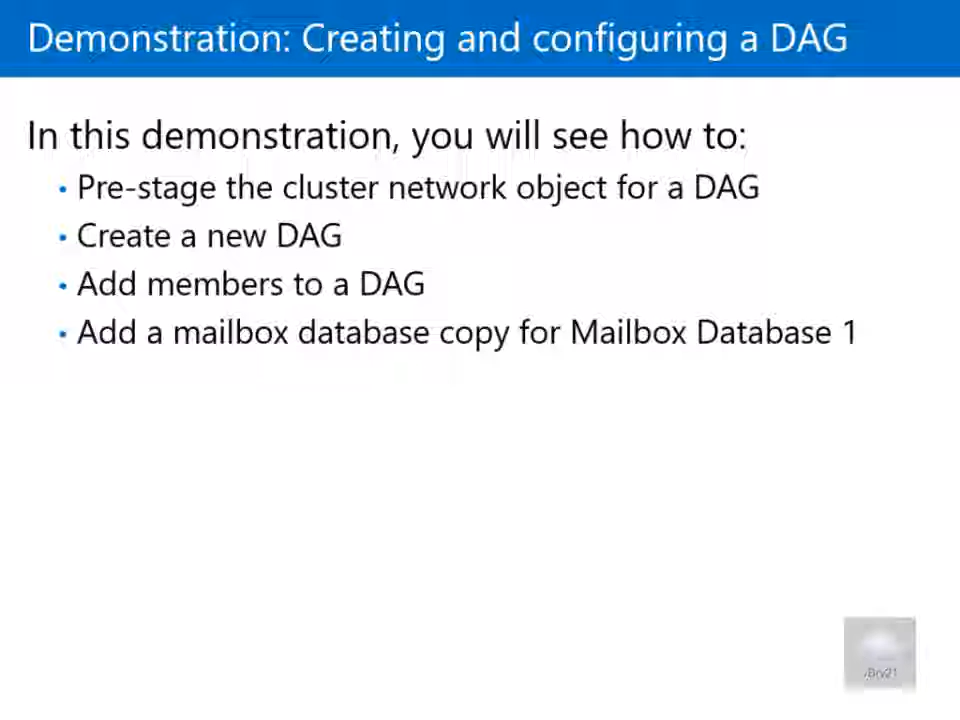 Demonstration: Creating and configuring a DAG
In this demonstration, you will see how to:
• Pre-stage the cluster network object for a DAG
• Create a new DAG
• Add members to a DAG
• Add a mailbox database copy for Mailbox Database 1